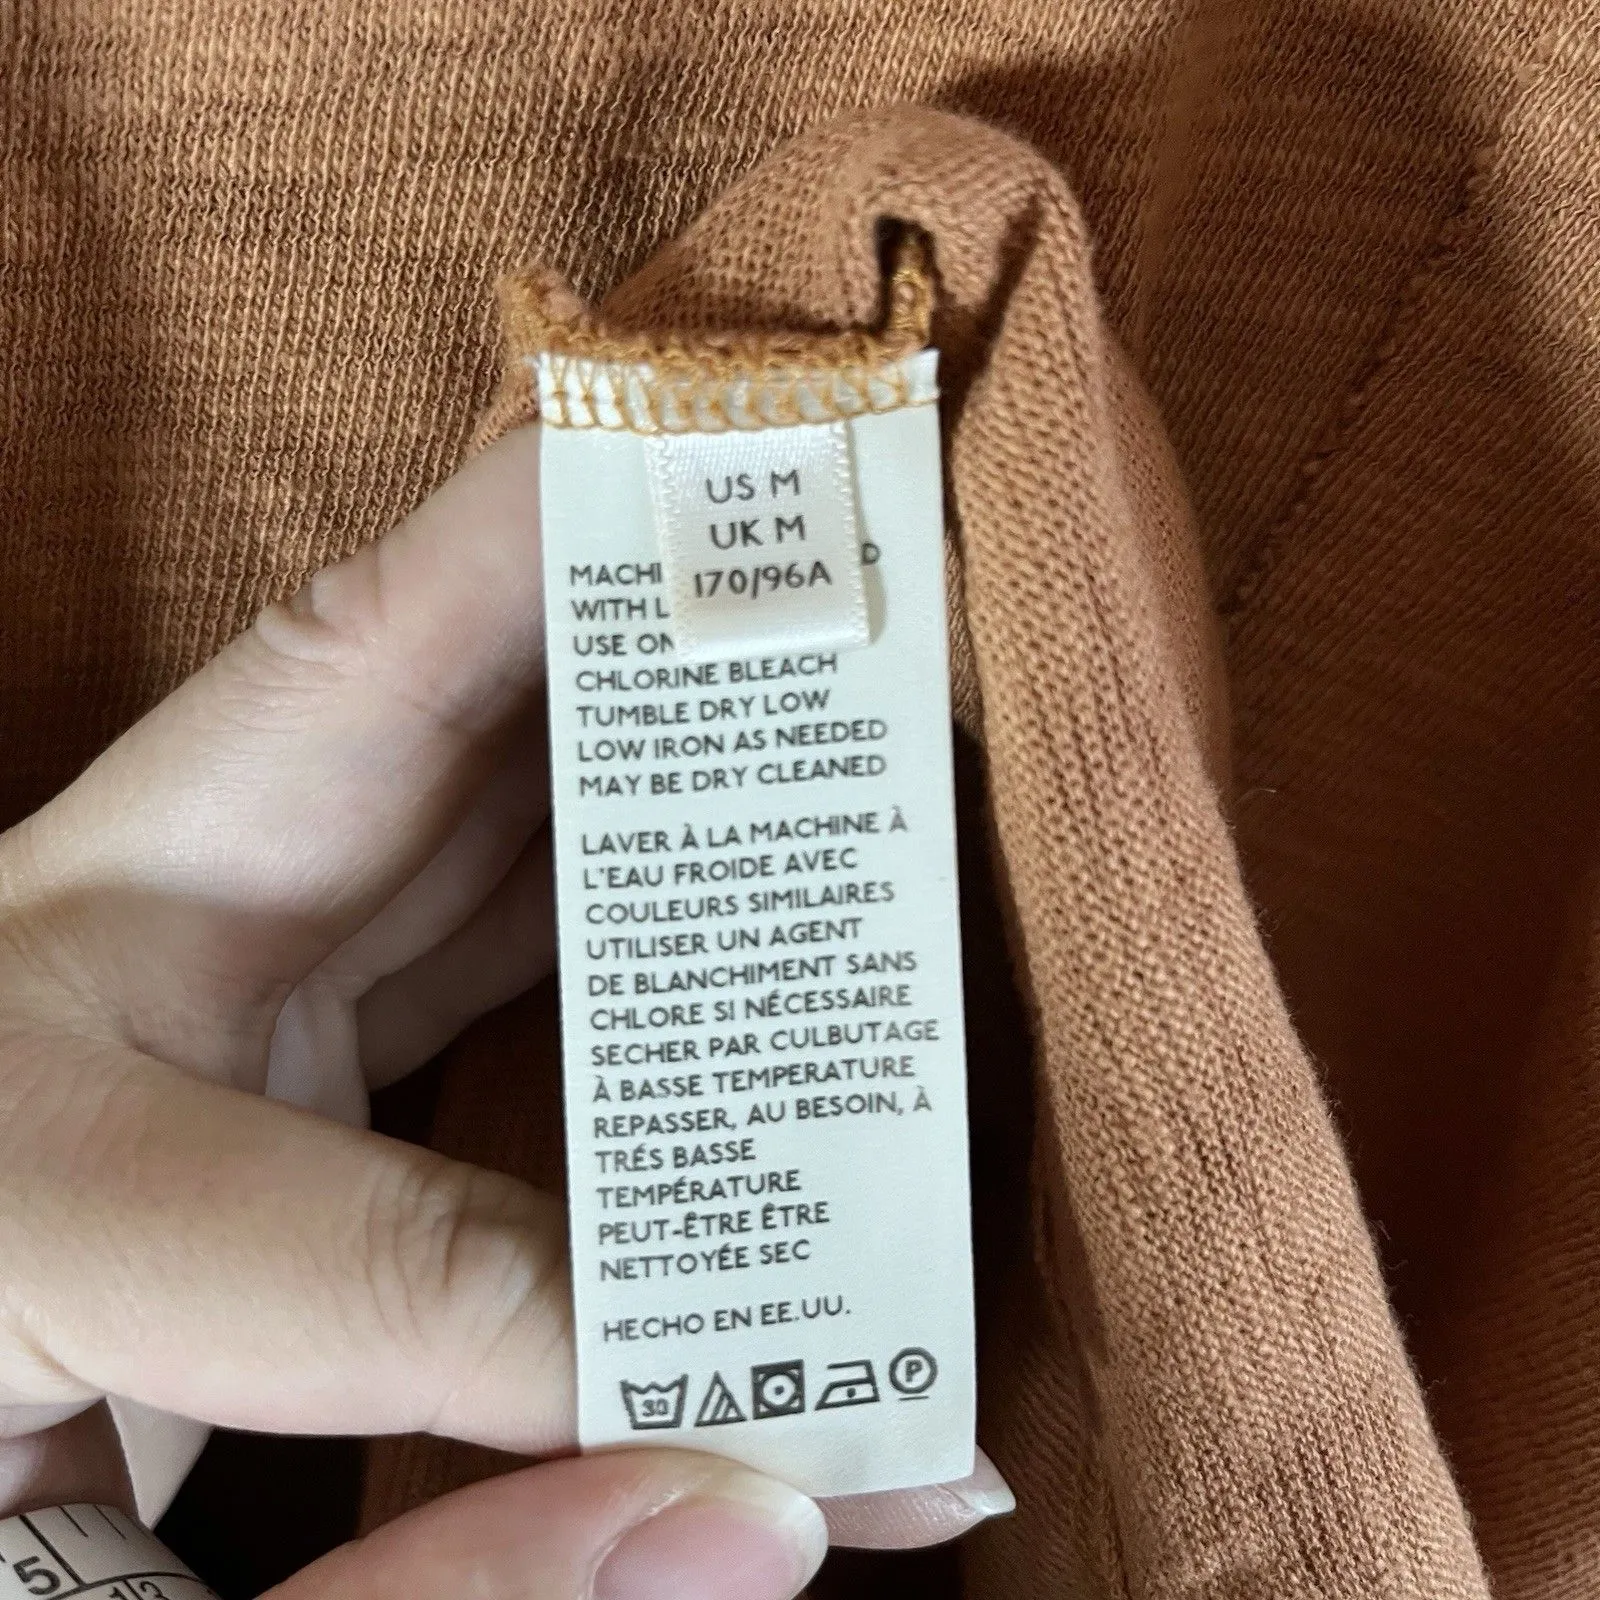 US M
UK M
170/96A
MACHI D
WITH L
USE ON
CHLORINE BLEACH
TUMBLE DRY LOW
LOW IRON AS NEEDED
MAY BE DRY CLEANED
LAVER À LA MACHINE À
L'EAU FROIDE AVEC
COULEURS SIMILAIRES
UTILISER UN AGENT
DE BLANCHIMENT SANS
CHLORE SI NÉCESSAIRE
SECHER PAR CULBUTAGE
À BASSE TEMPERATURE
REPASSER, AU BESOIN, À
TRÉS BASSE
TEMPÉRATURE
PEUT-ÊTRE ÊTRE
NETTOYÉE SEC
HECHO EN EE.UU.
30 P
5
13